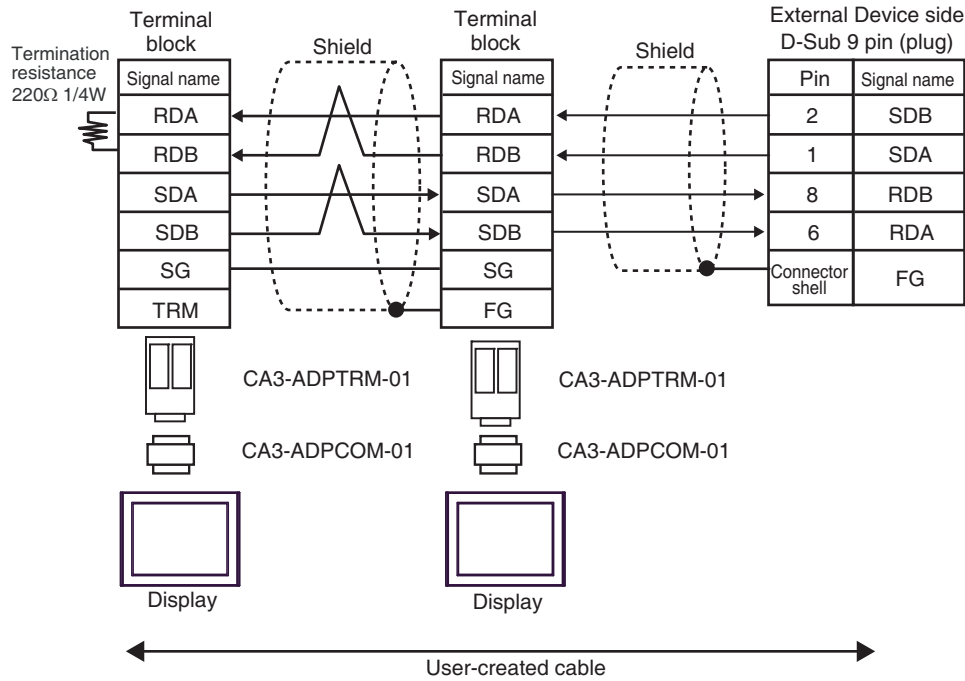 Termination
resistance
220Ω 1/4W
Terminal
block
Signal name
RDA
RDB
SDA
SDB
SG
TRM
Shield
Terminal
block
Signal name
RDA
RDB
SDA
SDB
SG
FG
Shield
External Device side
D-Sub 9 pin (plug)
Pin Signal name
2 SDB
1 SDA
8 RDB
6 RDA
Connector
shell
FG
CA3-ADPTRM-01
CA3-ADPCOM-01
Display
CA3-ADPTRM-01
CA3-ADPCOM-01
Display
User-created cable